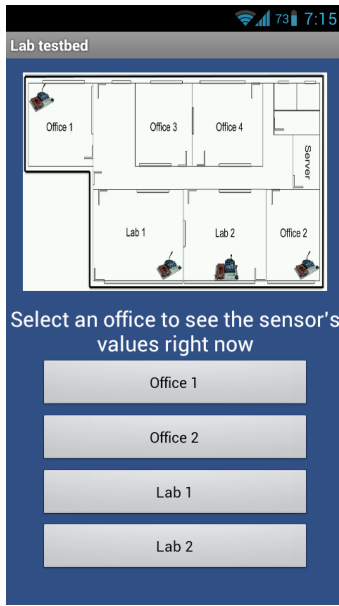 73 7:15
Lab testbed
Office 1
Office 3
Office 4
Server
Lab 1
Lab 2
Office 2
Select an office to see the sensor's
values right now
Office 1
Office 2
Lab 1
Lab 2